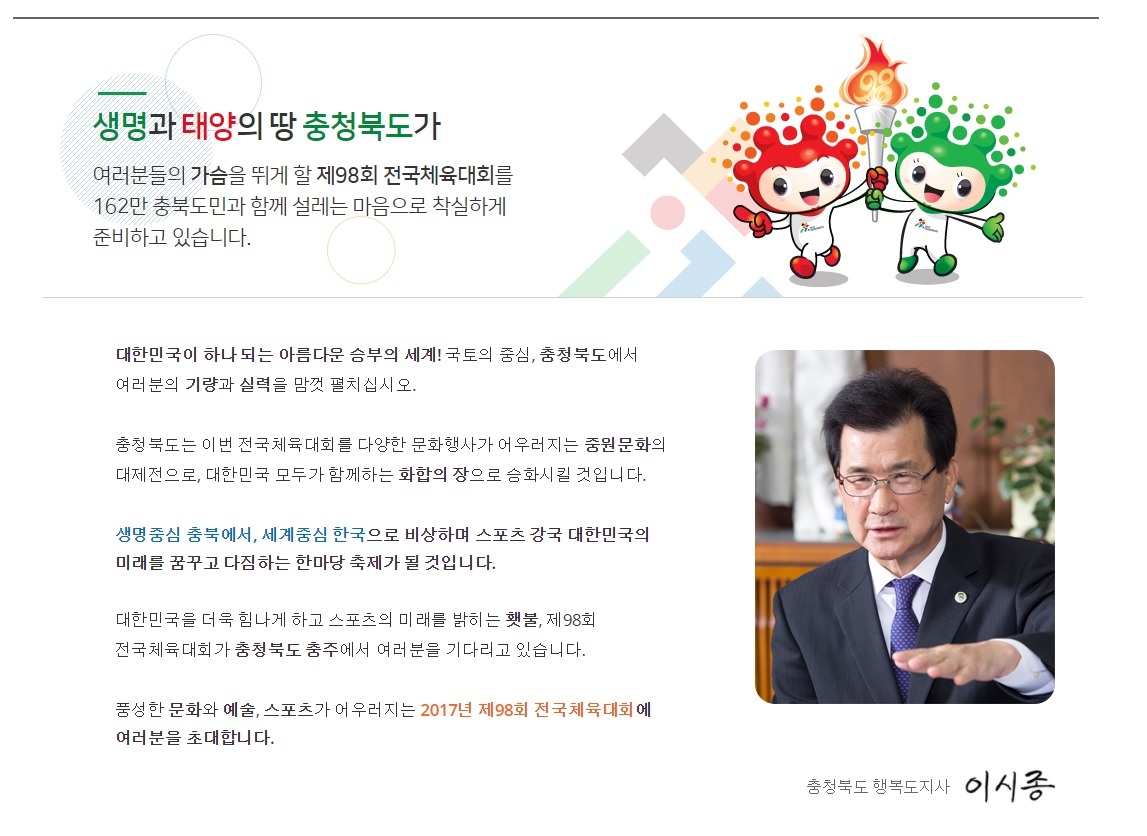 98
생명과 태양의 땅 충청북도가
여러분들의 가슴을 뛰게 할 제98회 전국체육대회를
162만 충북도민과 함께 설레는 마음으로 착실하게
준비하고 있습니다.
대한민국이 하나 되는 아름다운 승부의 세계! 국토의 중심, 충청북도에서
여러분의 기량과 실력을 맘껏 펼치십시오.
충청북도는 이번 전국체육대회를 다양한 문화행사가 어우러지는 중원문화의
대제전으로, 대한민국 모두가 함께하는 화합의 장으로 승화시킬 것입니다.
생명중심 충북에서, 세계중심 한국으로 비상하며 스포츠 강국 대한민국의
미래를 꿈꾸고 다짐하는 한마당 축제가 될 것입니다.
대한민국을 더욱 힘나게 하고 스포츠의 미래를 밝히는 횃불, 제98회
전국체육대회가 충청북도 충주에서 여러분을 기다리고 있습니다.
풍성한 문화와 예술, 스포츠가 어우러지는 2017년 제98회 전국체육대회에
여러분을 초대합니다.
충청북도 행복도지사 이시종